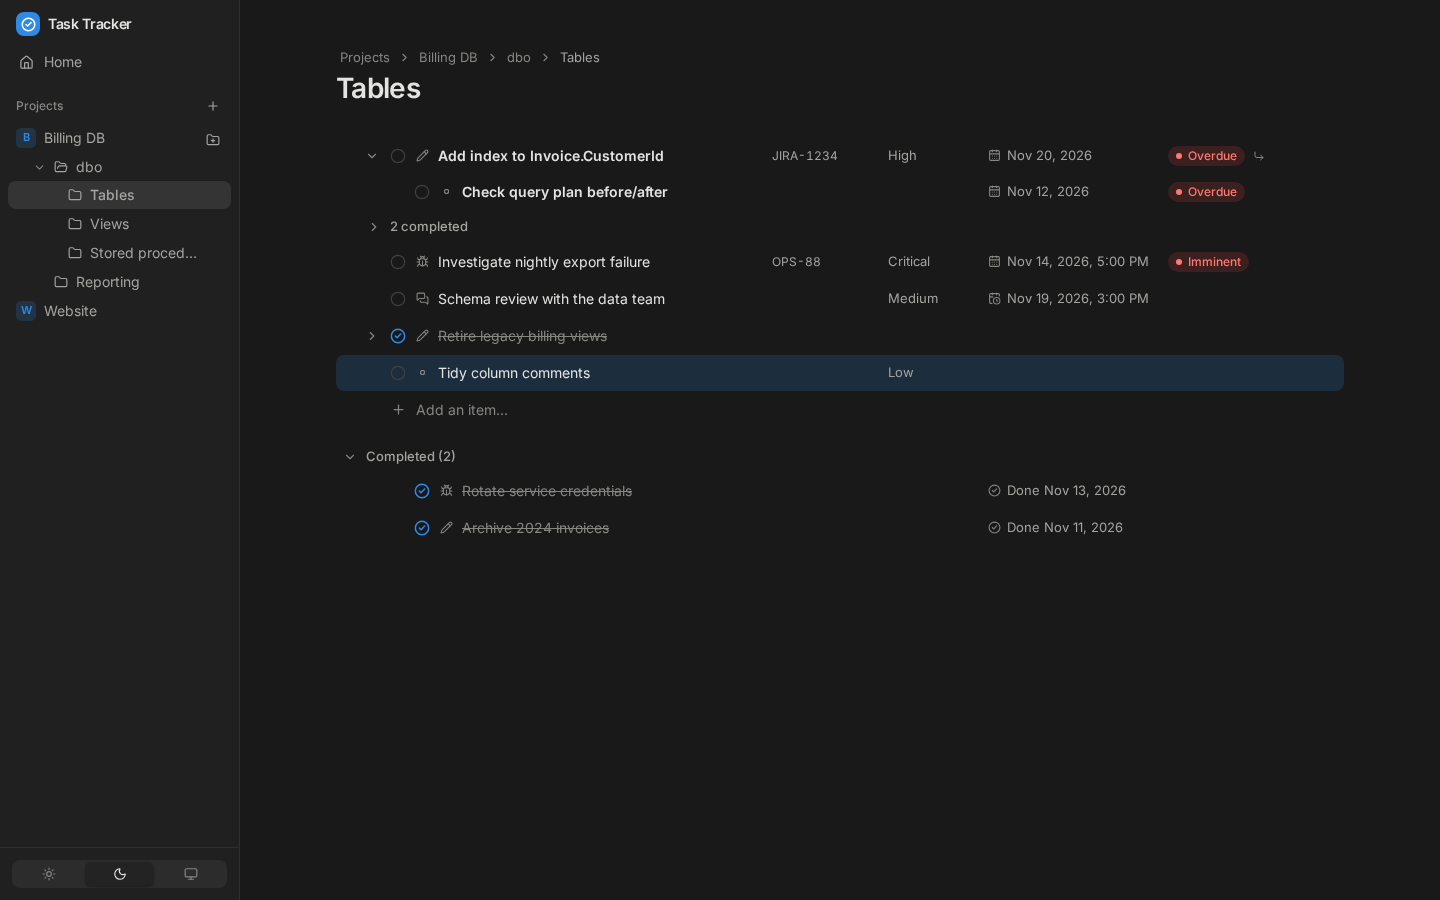 Task Tracker
Home
Projects
B Billing DB
dbo
Tables
Views
Stored proced...
Reporting
W Website
Projects Billing DB dbo Tables
Tables
Add index to Invoice.CustomerId JIRA-1234 High Nov 20, 2026 Overdue
Check query plan before/after Nov 12, 2026 Overdue
2 completed
Investigate nightly export failure OPS-88 Critical Nov 14, 2026, 5:00 PM Imminent
Schema review with the data team Medium Nov 19, 2026, 3:00 PM
Retire legacy billing views
Tidy column comments Low
Add an item...
Completed (2)
Rotate service credentials Done Nov 13, 2026
Archive 2024 invoices Done Nov 11, 2026